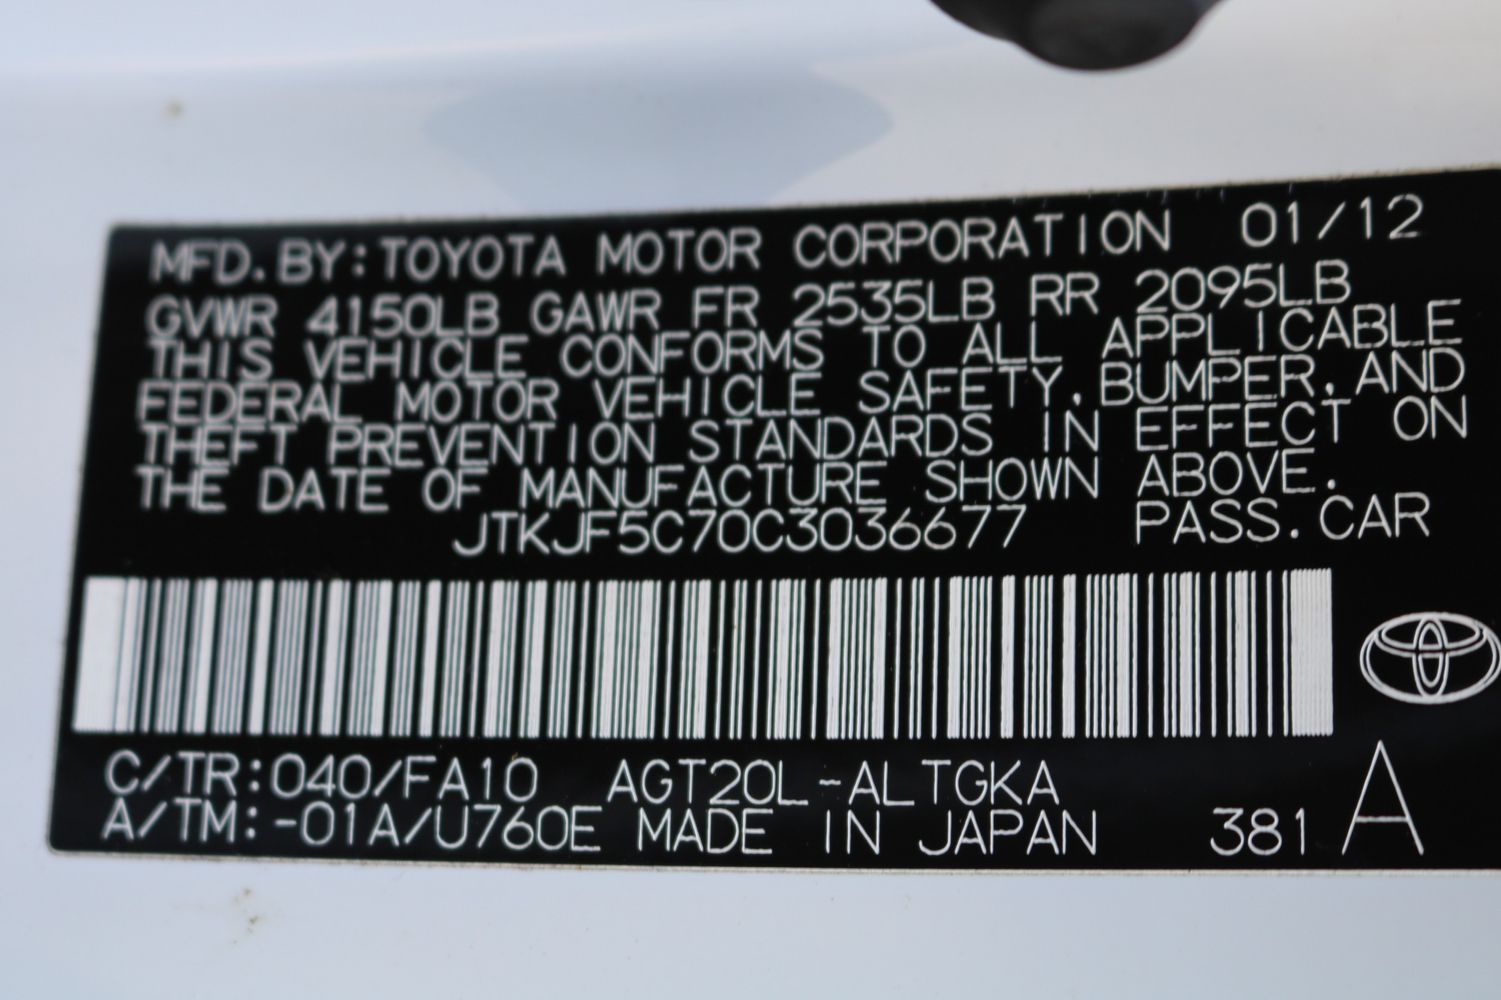 MFD. BY: TOYOTA MOTOR CORPORATION 01/12
GVWR 4150LB GAWR FR 2535LB RR 2095LB
THIS VEHICLE CONFORMS TO ALL APPLICABLE
FEDERAL MOTOR VEHICLE SAFETY, BUMPER, AND
THEFT PREVENTION STANDARDS IN EFFECT ON
THE DATE OF MANUFACTURE SHOWN ABOVE.
JTKJF5C70C3036677 PASS. CAR
C/TR:040/FA10 AGT20L-ALTGKA
A/TM:-01A/U760E MADE IN JAPAN 381 A